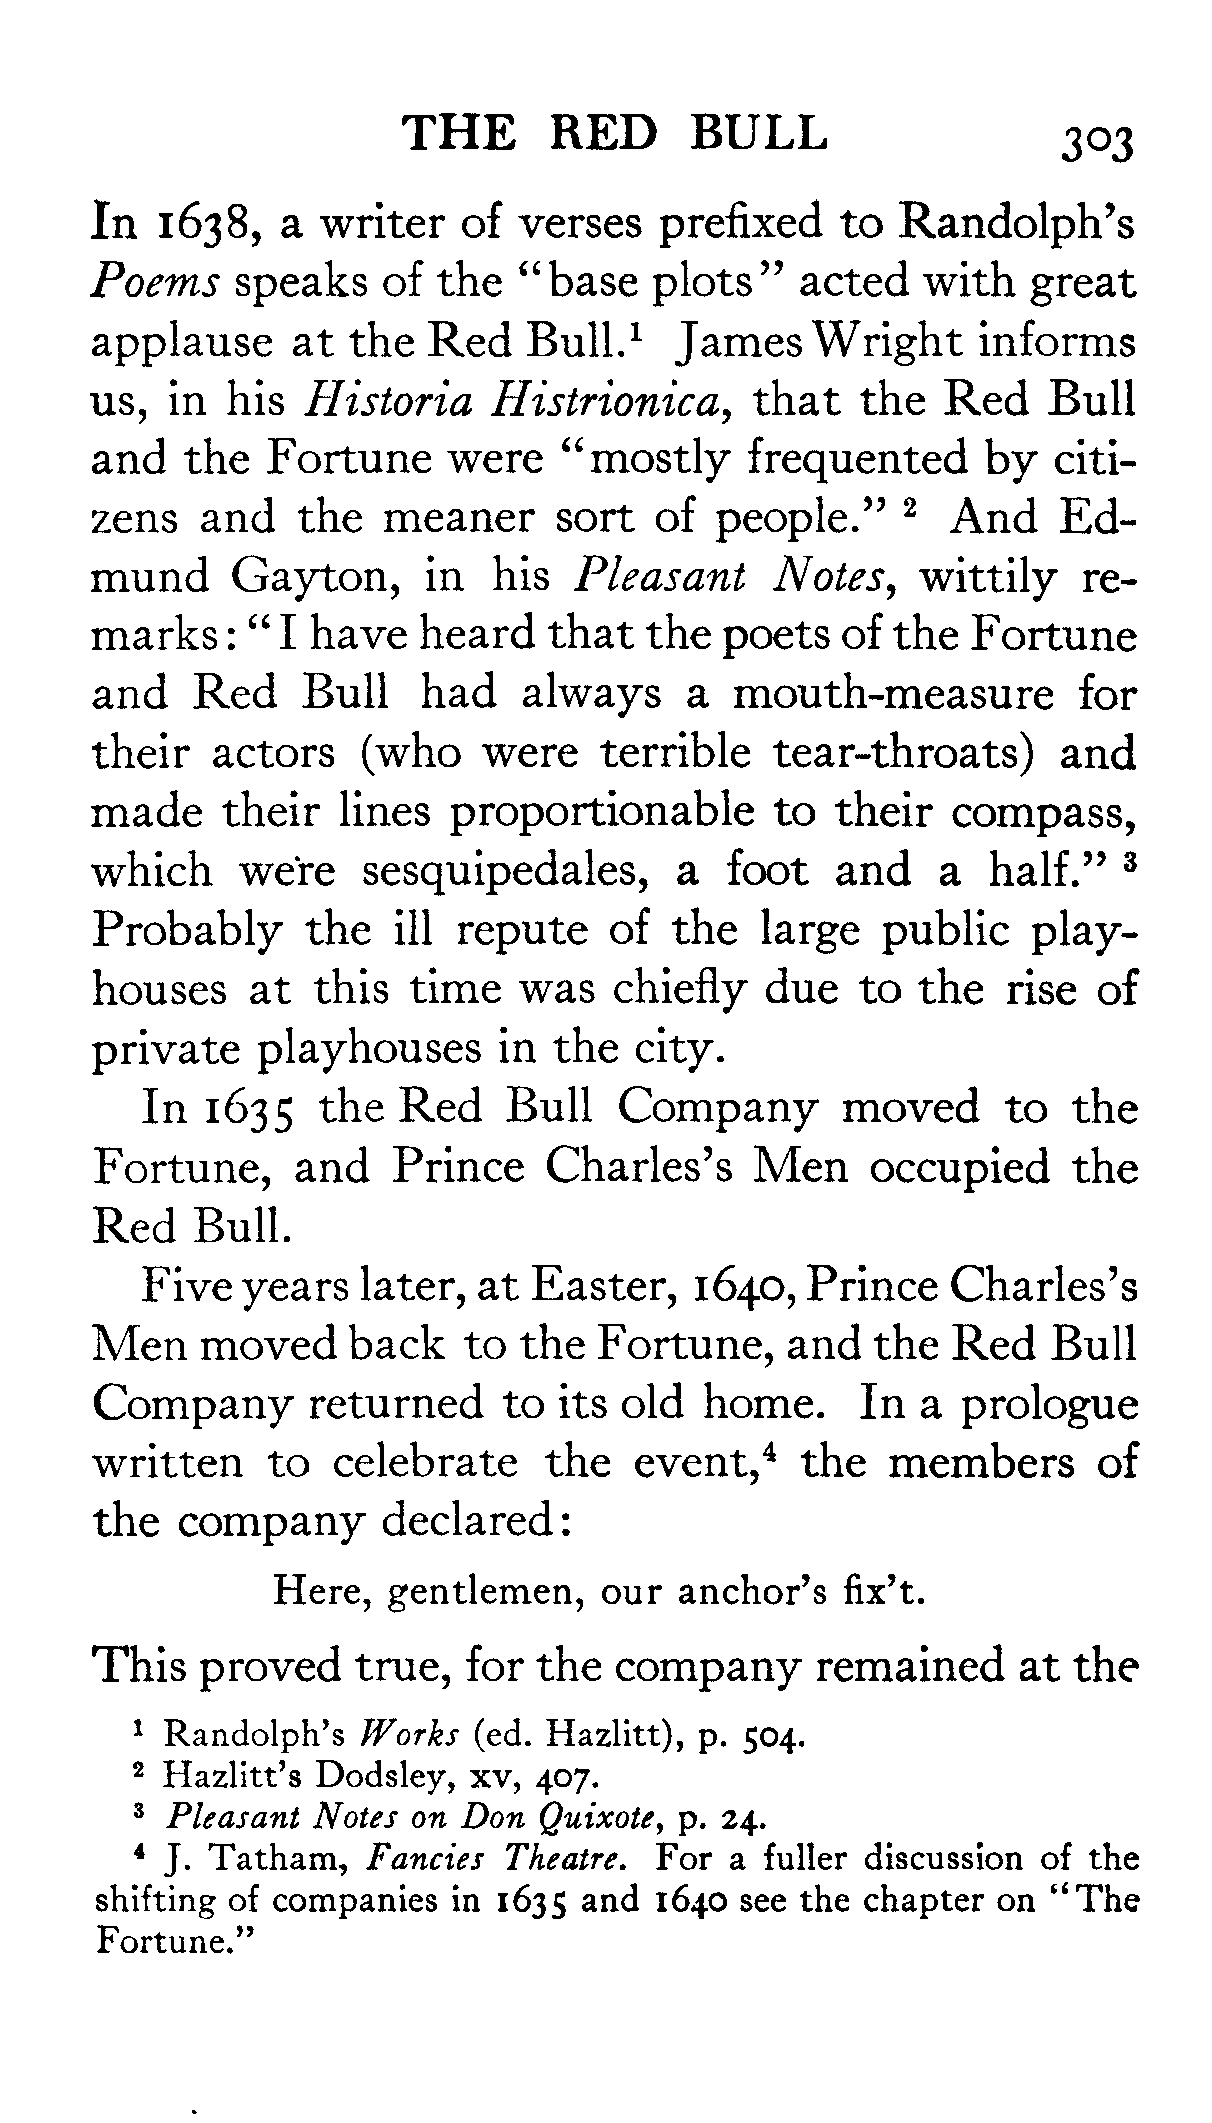 THE RED BULL 303
In 1638, a writer of verses prefixed to Randolph's
Poems speaks of the "base plots" acted with great
applause at the Red Bull.¹ James Wright informs
us, in his Historia Histrionica, that the Red Bull
and the Fortune were "mostly frequented by citi-
zens and the meaner sort of people." ² And Ed-
mund Gayton, in his Pleasant Notes, wittily re-
marks: "I have heard that the poets of the Fortune
and Red Bull had always a mouth-measure for
their actors (who were terrible tear-throats) and
made their lines proportionable to their compass,
which were sesquipedales, a foot and a half." ³
Probably the ill repute of the large public play-
houses at this time was chiefly due to the rise of
private playhouses in the city.
In 1635 the Red Bull Company moved to the
Fortune, and Prince Charles's Men occupied the
Red Bull.
Five years later, at Easter, 1640, Prince Charles's
Men moved back to the Fortune, and the Red Bull
Company returned to its old home. In a prologue
written to celebrate the event,⁴ the members of
the company declared:
Here, gentlemen, our anchor's fix't.
This proved true, for the company remained at the
¹ Randolph's Works (ed. Hazlitt), p. 504.
² Hazlitt's Dodsley, xv, 407.
³ Pleasant Notes on Don Quixote, p. 24.
⁴ J. Tatham, Fancies Theatre. For a fuller discussion of the
shifting of companies in 1635 and 1640 see the chapter on "The
Fortune."